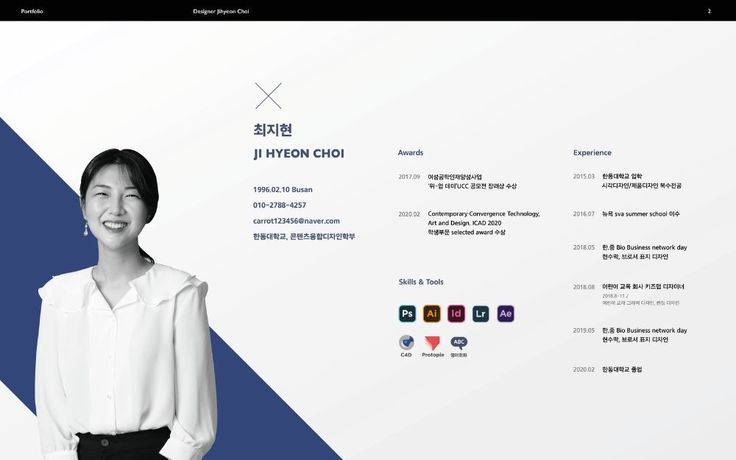 Portfolio
Designer Jihyeon Choi
2
최지현
JI HYEON CHOI
1996.02.10 Busan
010-2788-4257
carrot123456@naver.com
한동대학교, 콘텐츠융합디자인학부
Awards
2017.09
여성공학인재양성사업
'위-업 데이'UCC 공모전 장려상 수상
2020.02
Contemporary Convergence Technology,
Art and Design. ICAD 2020
학생부문 selected award 수상
Skills & Tools
Ps Ai Id Lr Ae
ABC
C4D Protopie 영어회화
Experience
2015.03 한동대학교 입학
시각디자인/제품디자인 복수전공
2016.07 뉴욕 sva summer school 이수
2018.05 한,중 Bio Business network day
현수막, 브로셔 표지 디자인
2018.08 어린이 교육 회사 키즈업 디자이너
2018.8-11 /
어린이 교재 그래픽 디자인, 편집 디자인
2019.05 한,중 Bio Business network day
현수막, 브로셔 표지 디자인
2020.02 한동대학교 졸업